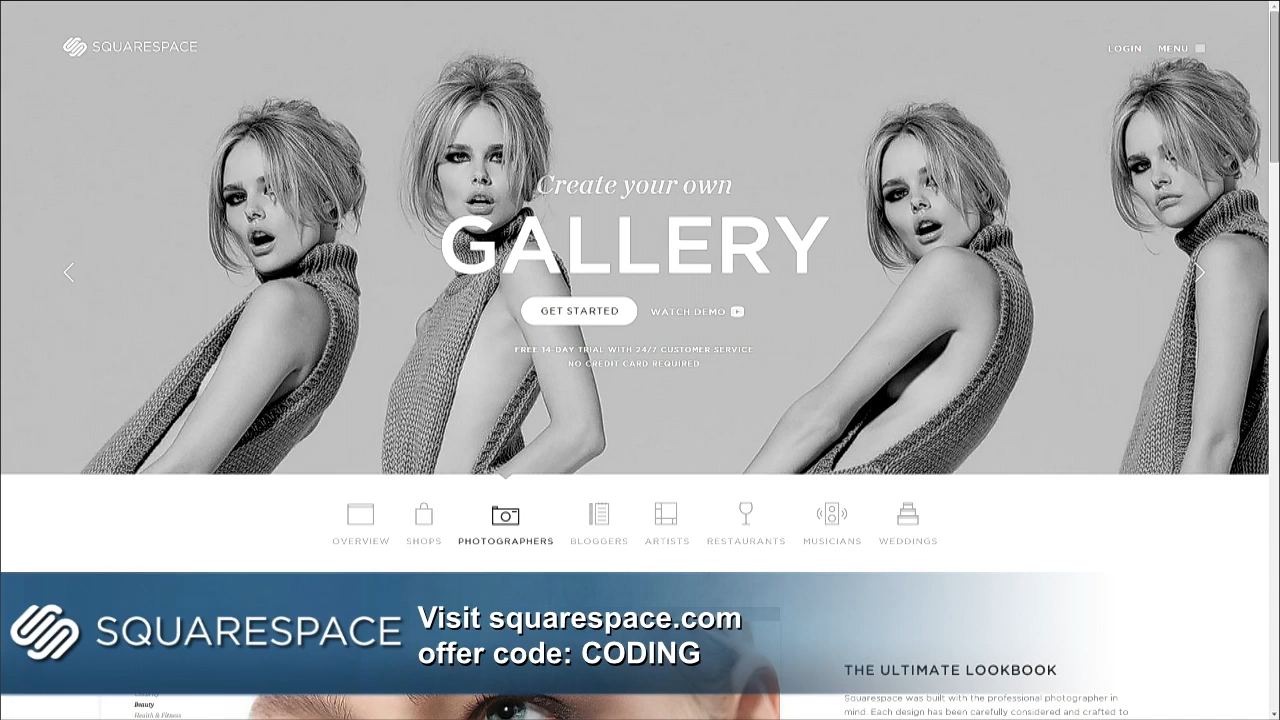 SQUARESPACE
LOGIN MENU
Create your own
GALLERY
GET STARTED WATCH DEMO
FREE 14-DAY TRIAL WITH 24/7 CUSTOMER SERVICE
NO CREDIT CARD REQUIRED
OVERVIEW SHOPS PHOTOGRAPHERS BLOGGERS ARTISTS RESTAURANTS MUSICIANS WEDDINGS
SQUARESPACE
Visit squarespace.com
offer code: CODING
THE ULTIMATE LOOKBOOK
Squarespace was built with the professional photographer in
mind. Each design has been carefully considered and crafted to
Beauty
Health & Fitness